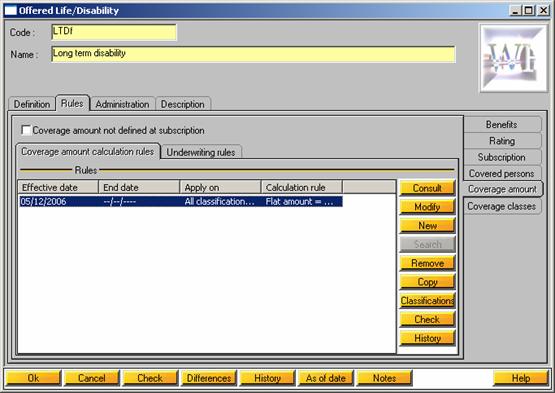 Offered Life/Disability
Code :
LTDf
Name :
Long term disability
Definition
Rules
Administration
Description
Coverage amount not defined at subscription
Coverage amount calculation rules
Underwriting rules
Rules
Effective date
End date
Apply on
Calculation rule
05/12/2006
--/--/----
All classification...
Flat amount = ...
Consult
Modify
New
Search
Remove
Copy
Classifications
Check
History
Benefits
Rating
Subscription
Covered persons
Coverage amount
Coverage classes
Ok
Cancel
Check
Differences
History
As of date
Notes
Help